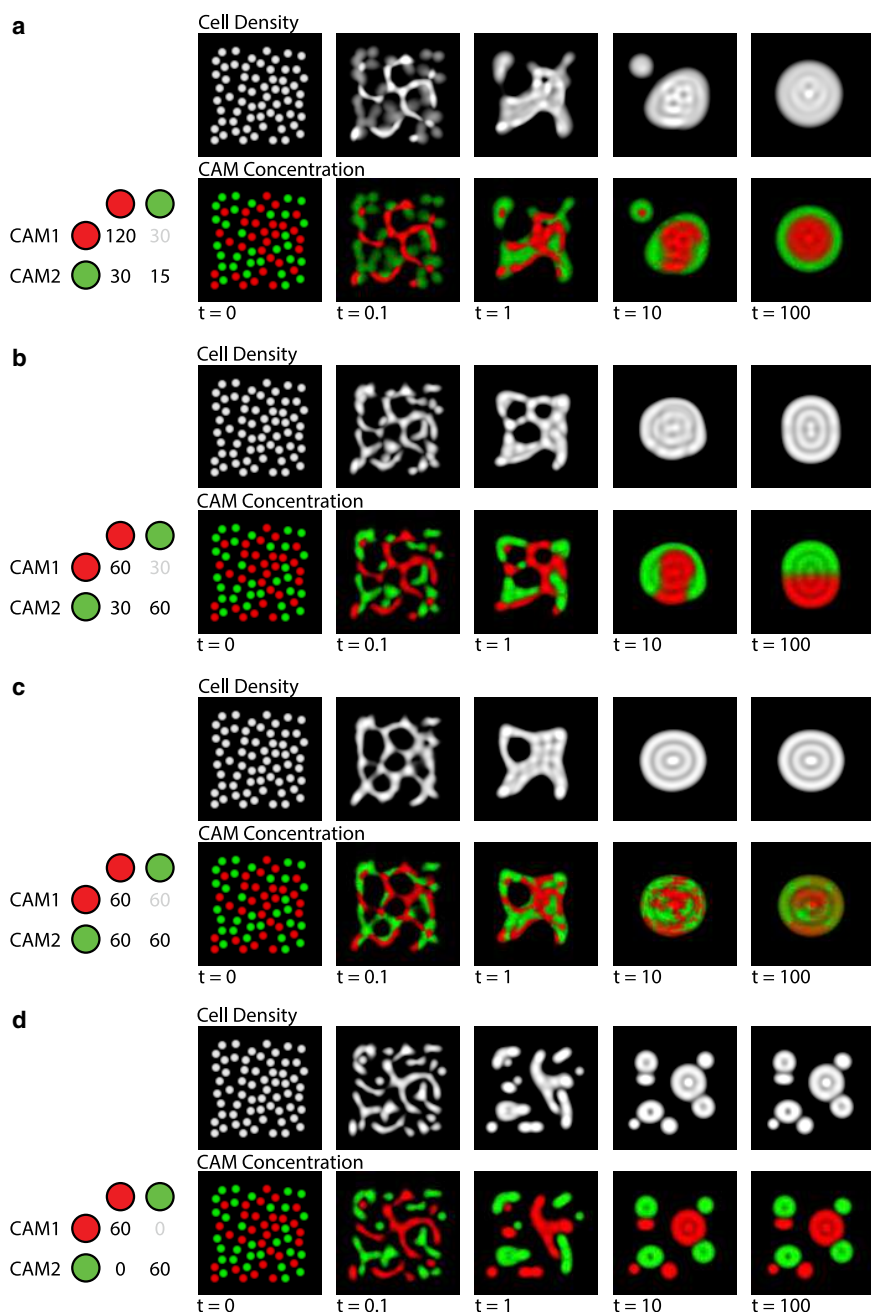 a
Cell Density
CAM Concentration
CAM1 120 30
CAM2 30 15
t = 0 t = 0.1 t = 1 t = 10 t = 100
b
Cell Density
CAM Concentration
CAM1 60 30
CAM2 30 60
t = 0 t = 0.1 t = 1 t = 10 t = 100
c
Cell Density
CAM Concentration
CAM1 60 60
CAM2 60 60
t = 0 t = 0.1 t = 1 t = 10 t = 100
d
Cell Density
CAM Concentration
CAM1 60 0
CAM2 0 60
t = 0 t = 0.1 t = 1 t = 10 t = 100